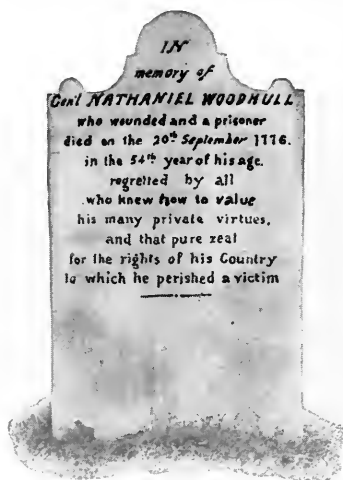 IN
memory of
Gen'l NATHANIEL WOODHULL
who wounded and a prisoner
died on the 20th September 1776.
in the 54th year of his age.
regretted by all
who knew how to value
his many private virtues,
and that pure zeal
for the rights of his Country
to which he perished a victim